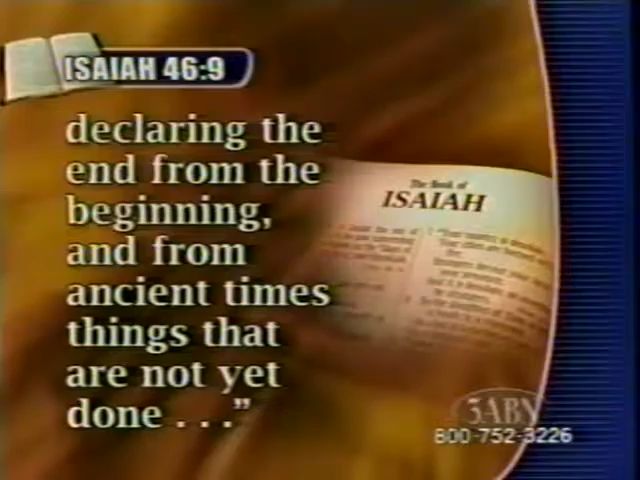 ISAIAH 46:9
declaring the
end from the
beginning,
and from
ancient times
things that
are not yet
done . . ."
The Book of
ISAIAH
3ABN
800-752-3226